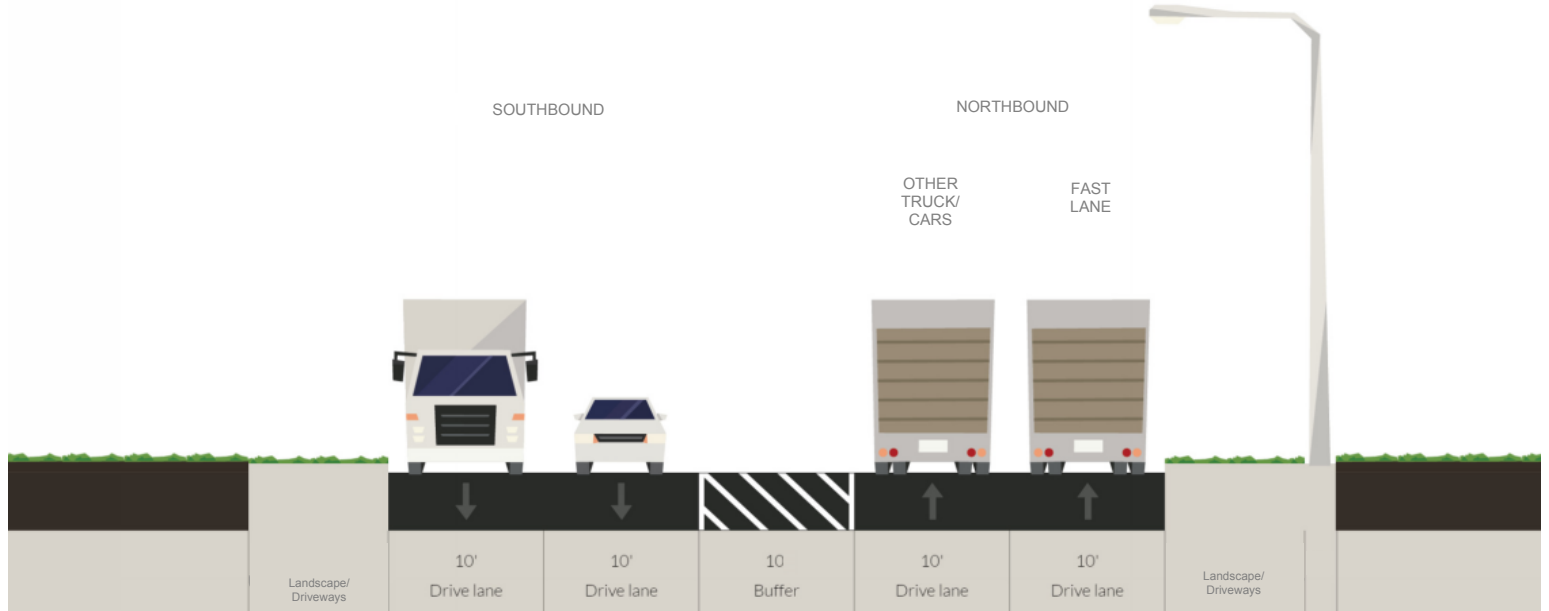 SOUTHBOUND
NORTHBOUND
OTHER
TRUCK/
CARS
FAST
LANE
Landscape/
Driveways
10'
Drive lane
10'
Drive lane
10
Buffer
10'
Drive lane
10'
Drive lane
Landscape/
Driveways